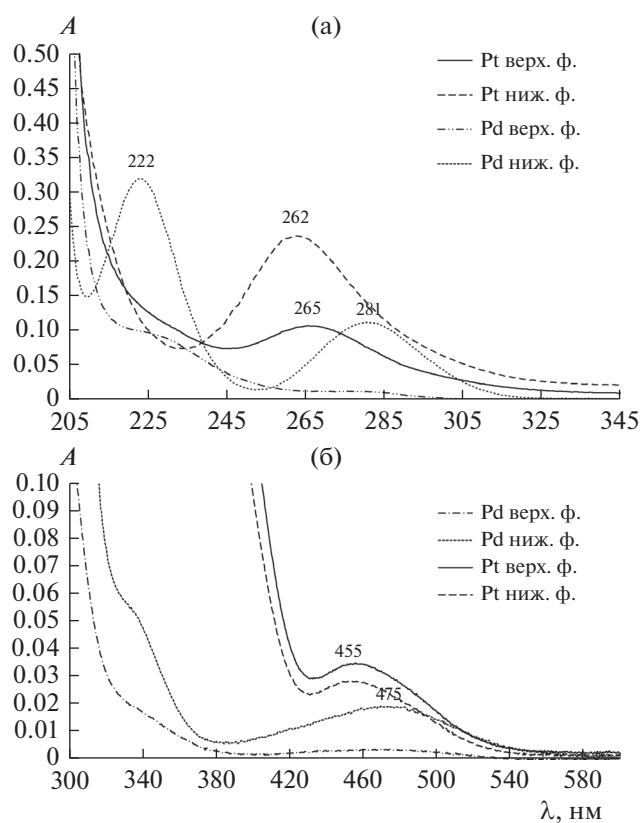 A
(а)
0.50
0.45
0.40
0.35
0.30
0.25
0.20
0.15
0.10
0.05
0
Pt верх. ф.
Pt ниж. ф.
Pd верх. ф.
Pd ниж. ф.
222
262
265
281
205 225 245 265 285 305 325 345
A
(б)
0.10
0.09
0.08
0.07
0.06
0.05
0.04
0.03
0.02
0.01
0
Pd верх. ф.
Pd ниж. ф.
Pt верх. ф.
Pt ниж. ф.
455
475
300 340 380 420 460 500 540 580
λ, нм